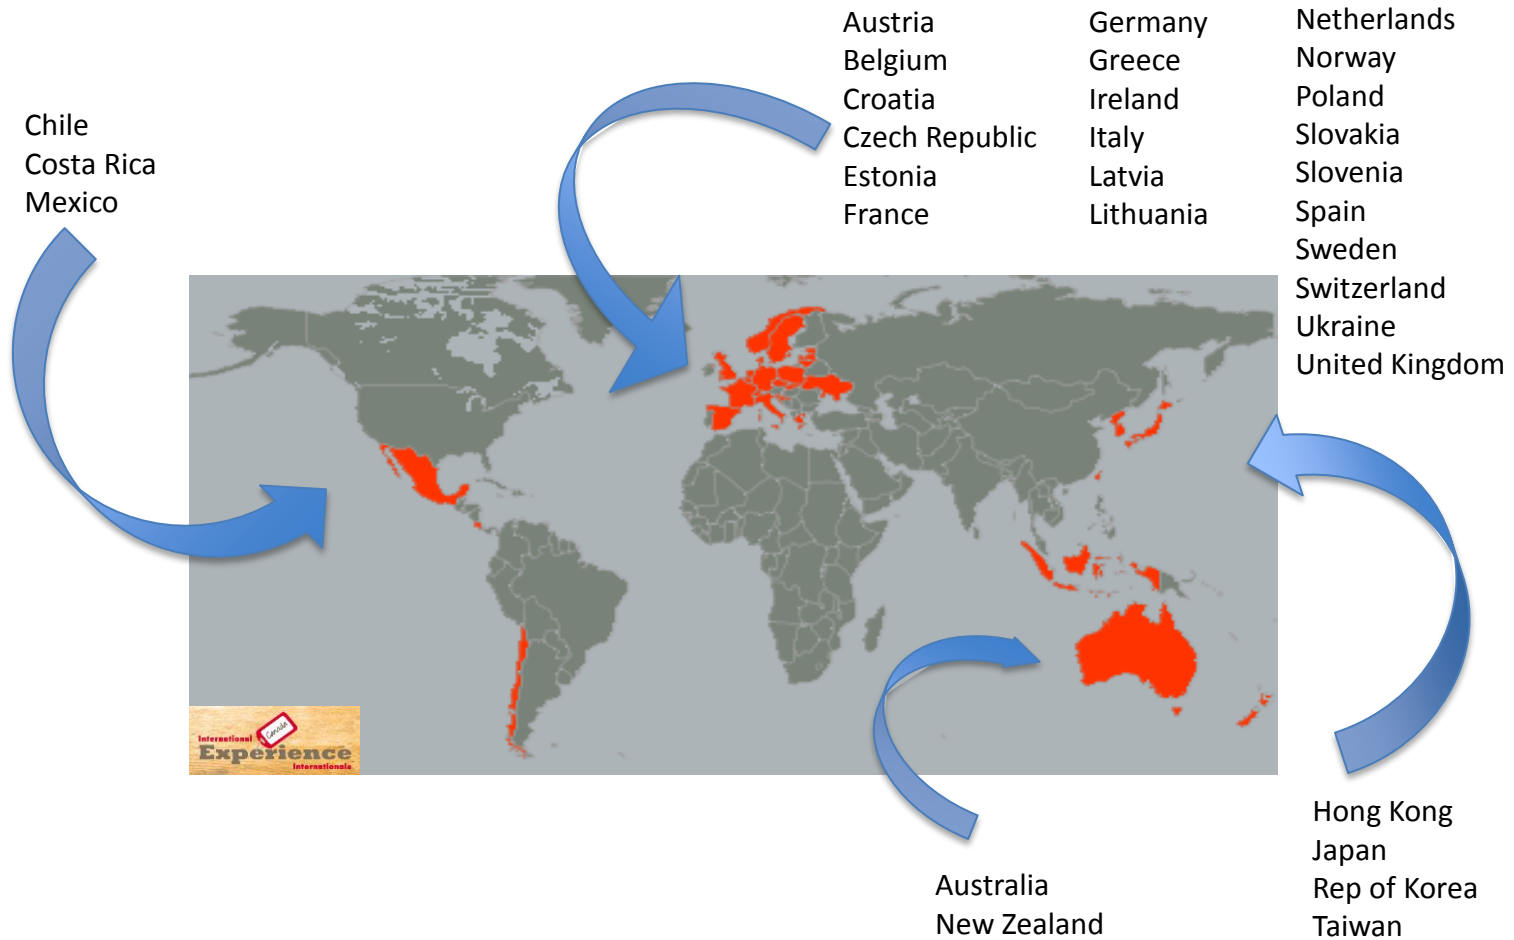 Austria
Belgium
Croatia
Czech Republic
Estonia
France
Germany
Greece
Ireland
Italy
Latvia
Lithuania
Netherlands
Norway
Poland
Slovakia
Slovenia
Spain
Sweden
Switzerland
Ukraine
United Kingdom
Chile
Costa Rica
Mexico
International
Canada
Experience
Internationale
Australia
New Zealand
Hong Kong
Japan
Rep of Korea
Taiwan